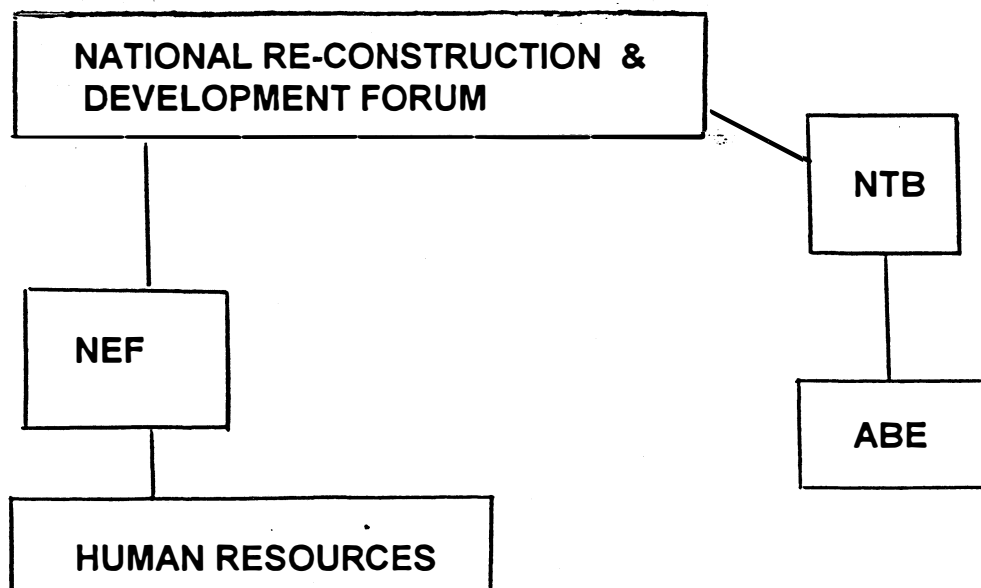 NATIONAL RE-CONSTRUCTION &
DEVELOPMENT FORUM
NTB
NEF
ABE
HUMAN RESOURCES